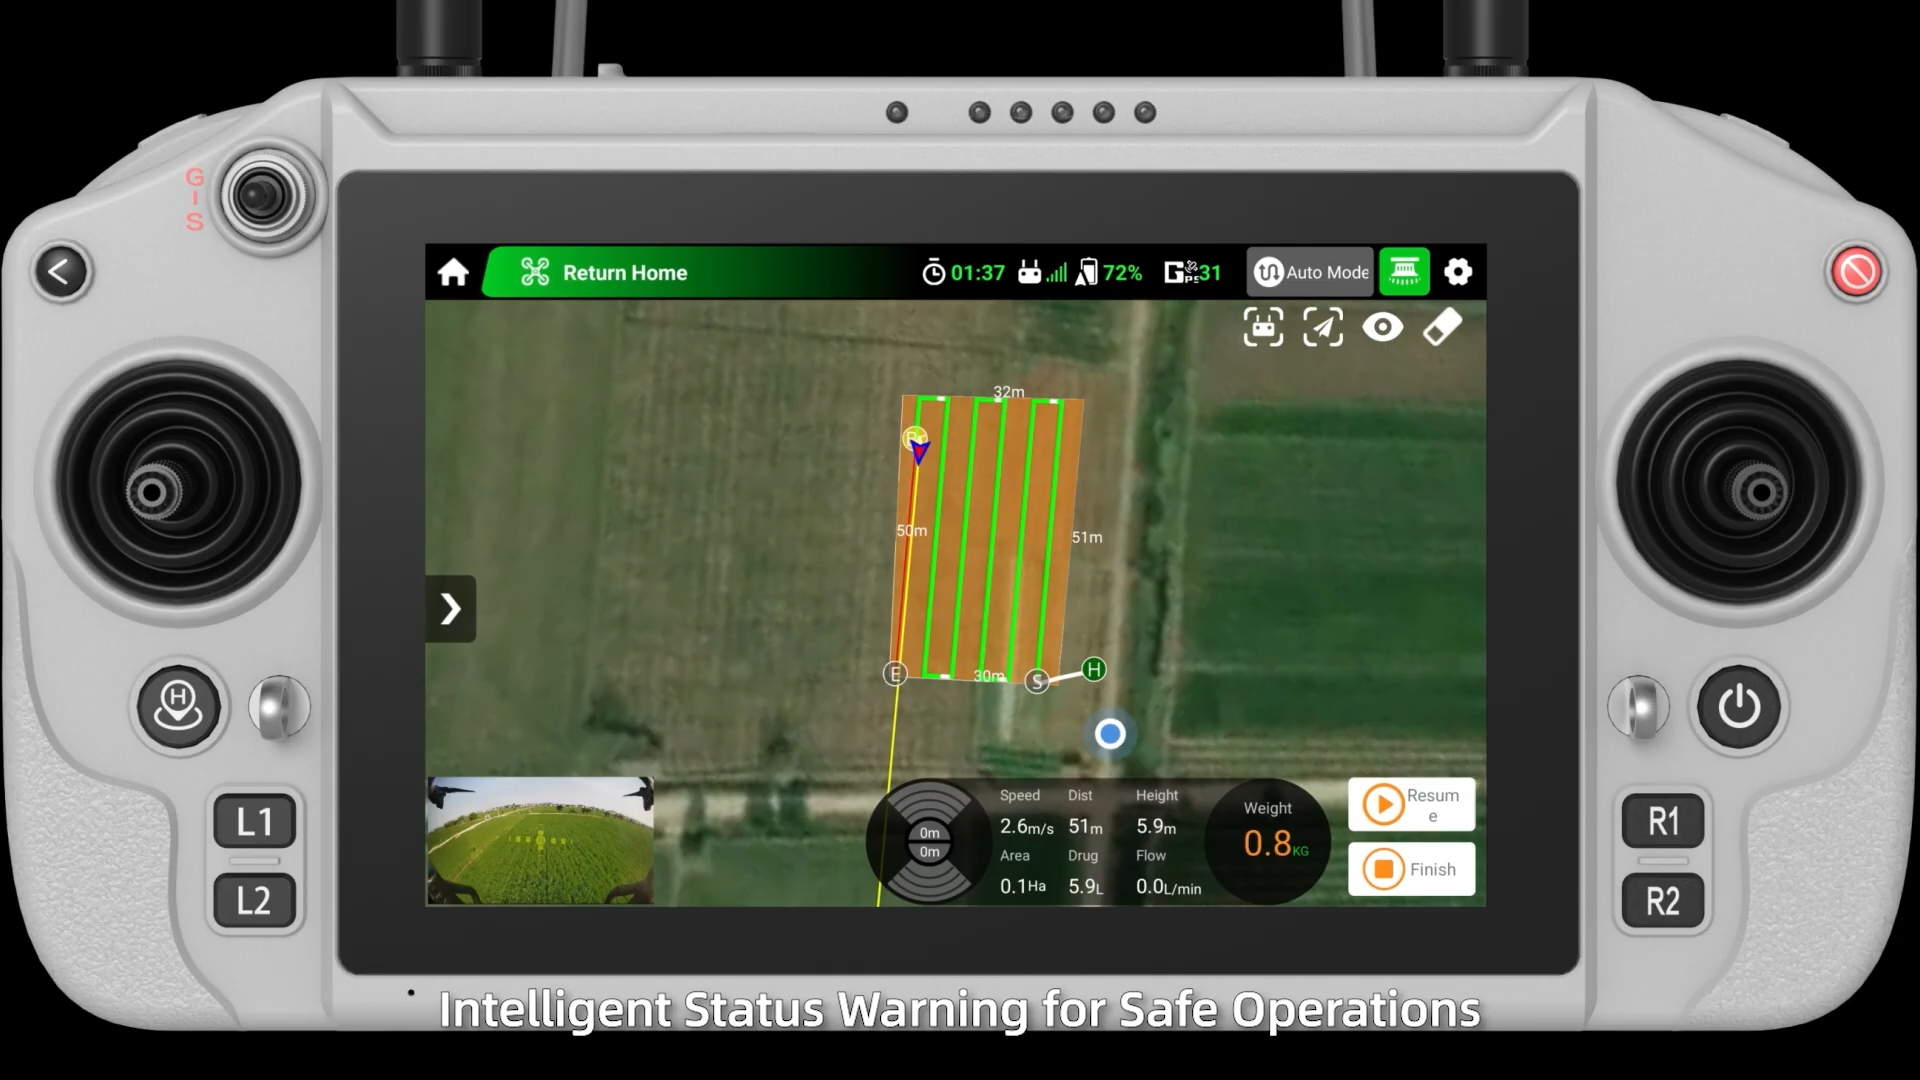 G
I
S
Return Home
01:37
72%
GPS 31
Auto Mode
32m
50m
51m
30m
E
S
H
H
Speed
Dist
Height
2.6m/s
51m
5.9m
Area
Drug
Flow
0.1Ha
5.9L
0.0L/min
0m
0m
Weight
0.8KG
Resum
e
Finish
L1
L2
R1
R2
Intelligent Status Warning for Safe Operations